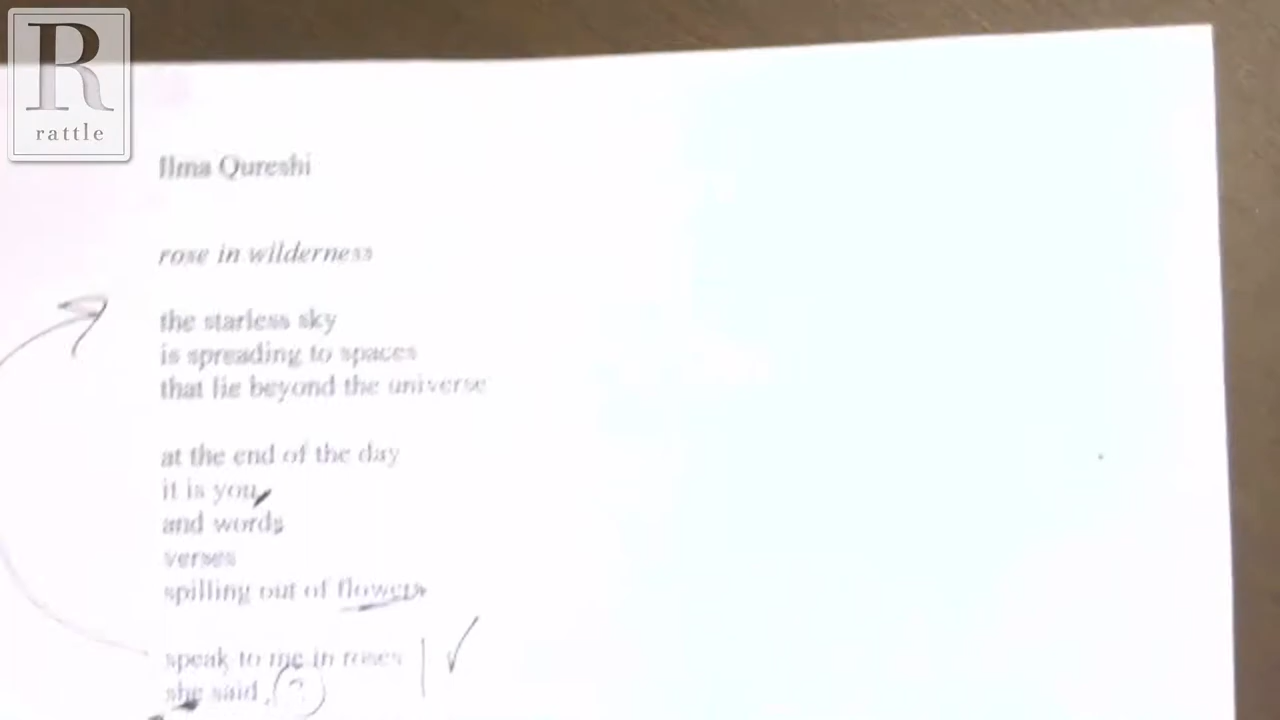 R
rattle
Ilma Qureshi
rose in wilderness
the starless sky
is spreading to spaces
that lie beyond the universe
at the end of the day
it is you,
and words
verses
spilling out of flowers
speak to me in roses
she said, ?